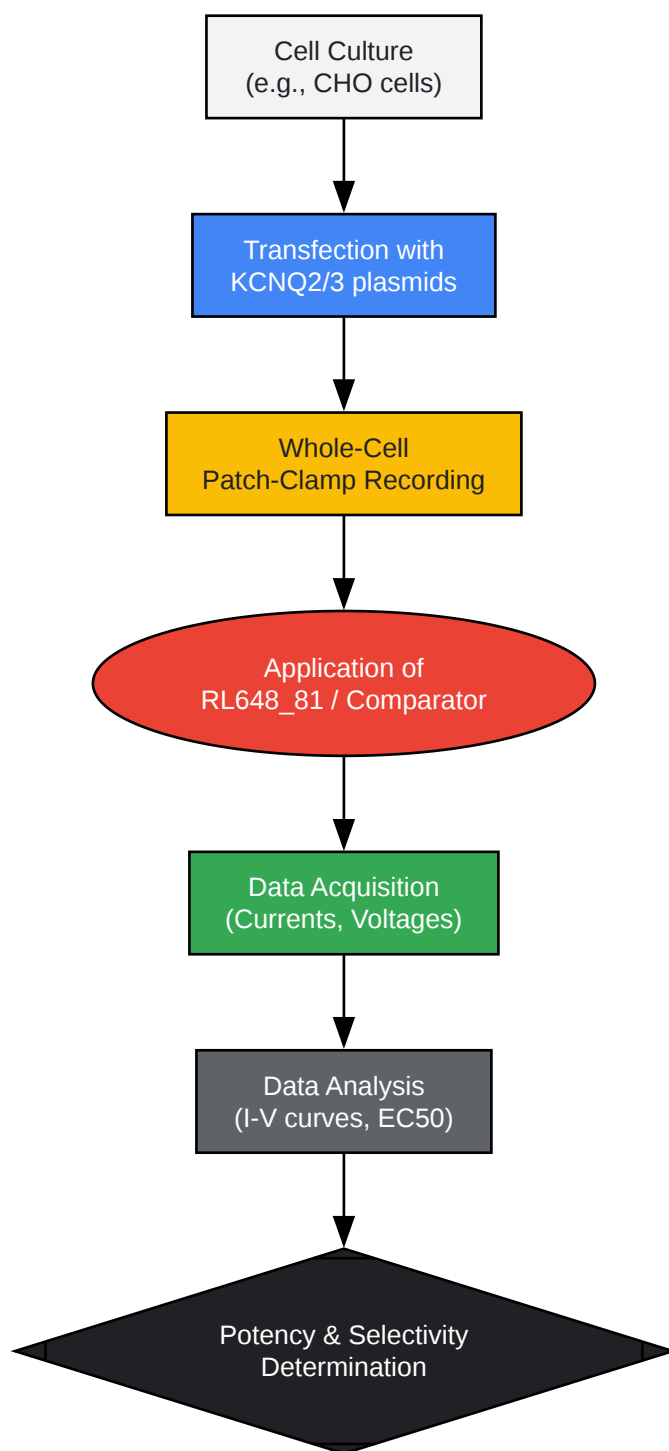 Cell Culture
(e.g., CHO cells)
Transfection with
KCNQ2/3 plasmids
Whole-Cell
Patch-Clamp Recording
Application of
RL648_81 / Comparator
Data Acquisition
(Currents, Voltages)
Data Analysis
(I-V curves, EC50)
Potency & Selectivity
Determination